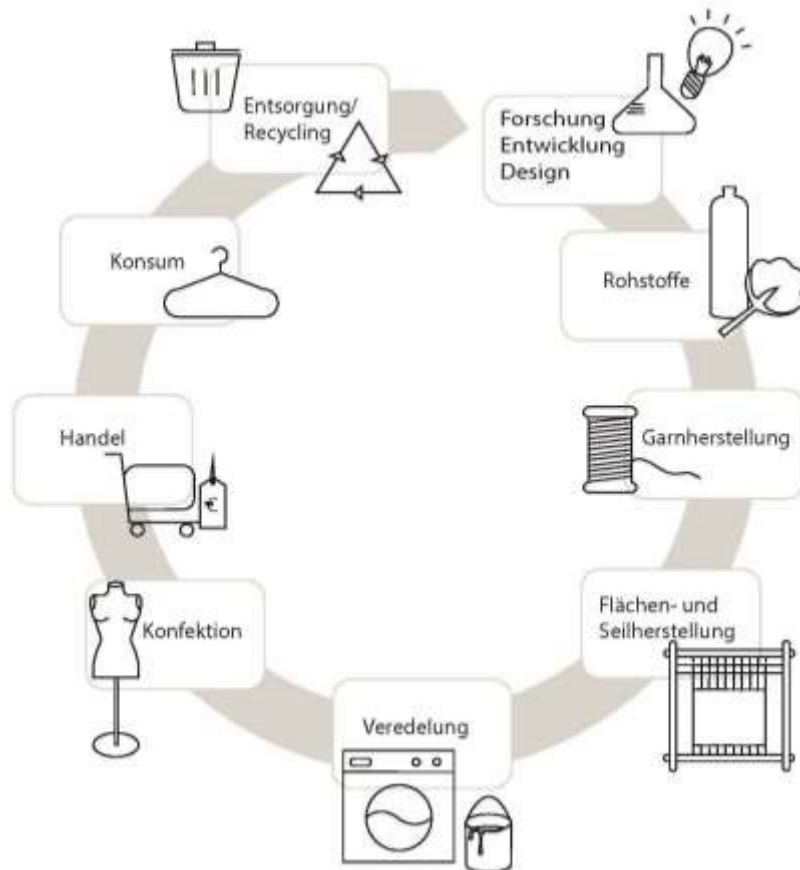 Entsorgung/
Recycling
Forschung
Entwicklung
Design
Rohstoffe
Garnherstellung
Flächen- und
Seilherstellung
Veredelung
Konfektion
Handel
€
Konsum